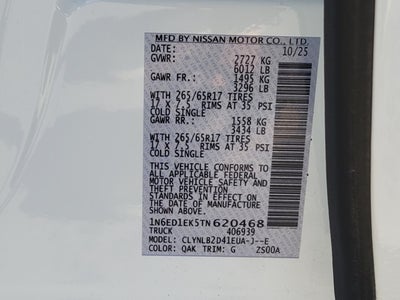 MFD BY NISSAN MOTOR CO., LTD.
DATE: 10/25
GVWR: 2727 KG
6012 LB
GAWR FR: 1495 KG
3296 LB
WITH 265/65R17 TIRES
17 X 7.5 RIMS AT 35 PSI
COLD SINGLE
GAWR RR: 1558 KG
3434 LB
WITH 265/65R17 TIRES
17 X 7.5 RIMS AT 35 PSI
COLD SINGLE
THIS VEHICLE CONFORMS TO
ALL APPLICABLE FEDERAL
MOTOR VEHICLE SAFETY AND
THEFT PREVENTION
STANDARDS IN EFFECT ON
THE DATE OF MANUFACTURE
SHOWN ABOVE.
1N6ED1EK5TN620468
TRUCK 406939
MODEL: CLYNLB2D41EUA-J--E
COLOR: QAK TRIM: G ZS00A